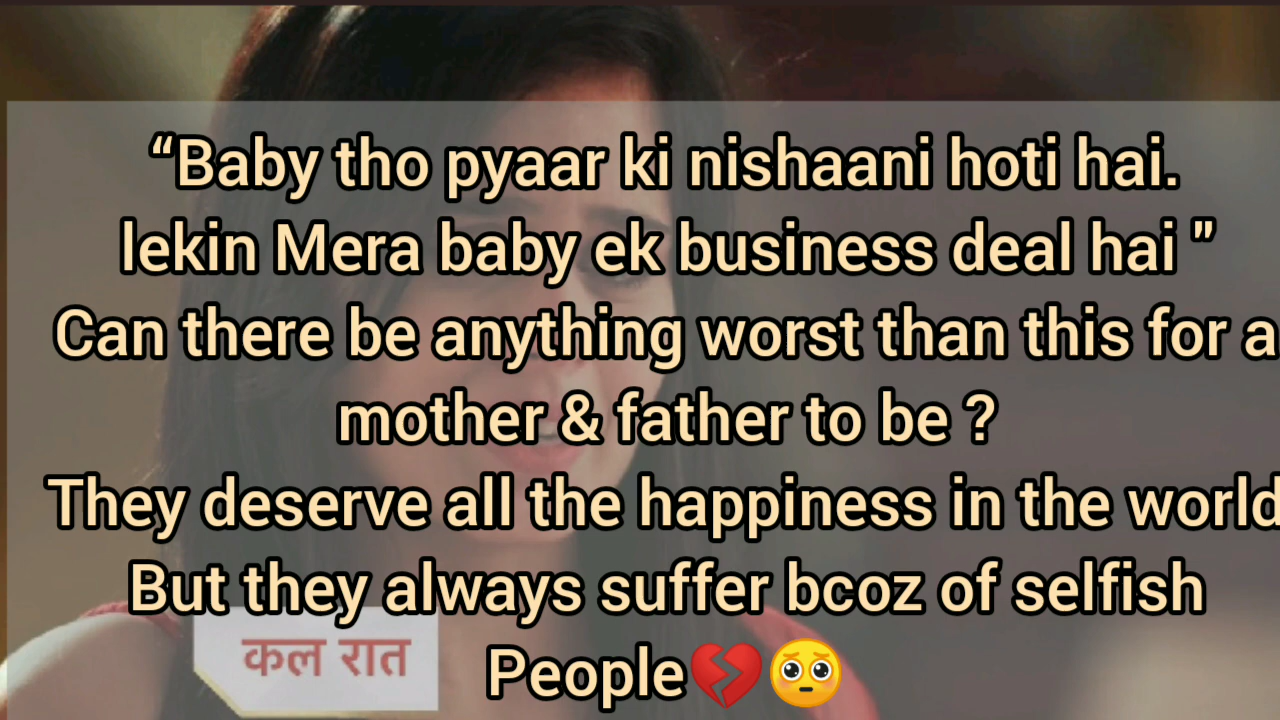 “Baby tho pyaar ki nishaani hoti hai.
lekin Mera baby ek business deal hai ”
Can there be anything worst than this for a
mother & father to be ?
They deserve all the happiness in the world
But they always suffer bcoz of selfish
People💔🥺
कल रात